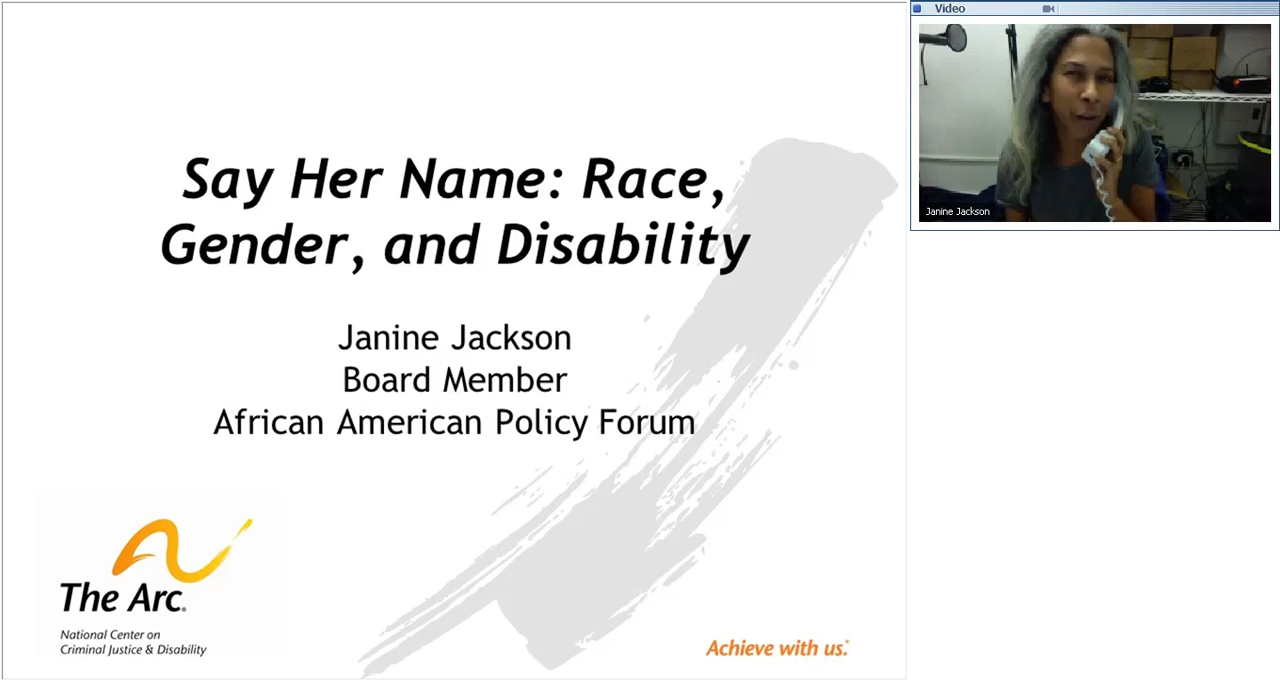 Say Her Name: Race,
Gender, and Disability
Janine Jackson
Board Member
African American Policy Forum
The Arc®
National Center on
Criminal Justice & Disability
Achieve with us.®
Video
Janine Jackson